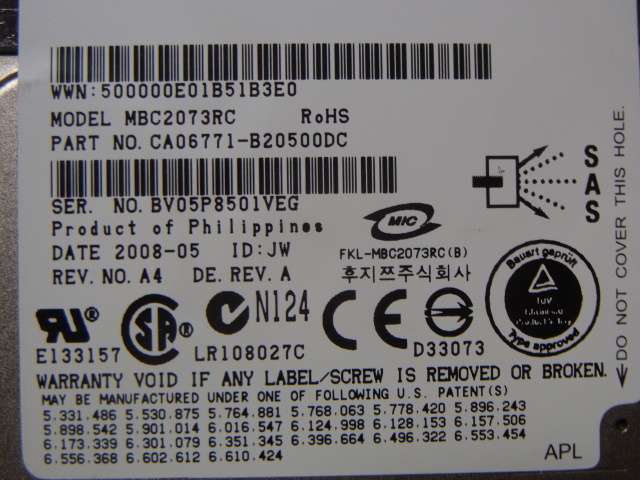 WWN:500000E01B51B3E0
MODEL MBC2073RC RoHS
PART NO. CA06771-B20500DC
SAS
SER. NO. BV05P8501VEG
Product of Philippines
MIC
DATE 2008-05 ID:JW
FKL-MBC2073RC(B)
REV. NO. A4 DE. REV. A
후지쯔주식회사
Bauart geprüft
TÜV
Type approved
N124
E133157
LR108027C
D33073
DO NOT COVER THIS HOLE.
WARRANTY VOID IF ANY LABEL/SCREW IS REMOVED OR BROKEN.
MAY BE MANUFACTURED UNDER ONE OF FOLLOWING U.S. PATENT(S)
5.331.486 5.530.875 5.764.881 5.768.063 5.778.420 5.896.243
5.898.542 5.901.014 6.016.547 6.124.998 6.128.153 6.157.506
6.173.339 6.301.079 6.351.345 6.396.664 6.496.322 6.553.454
6.556.368 6.602.612 6.610.424
APL